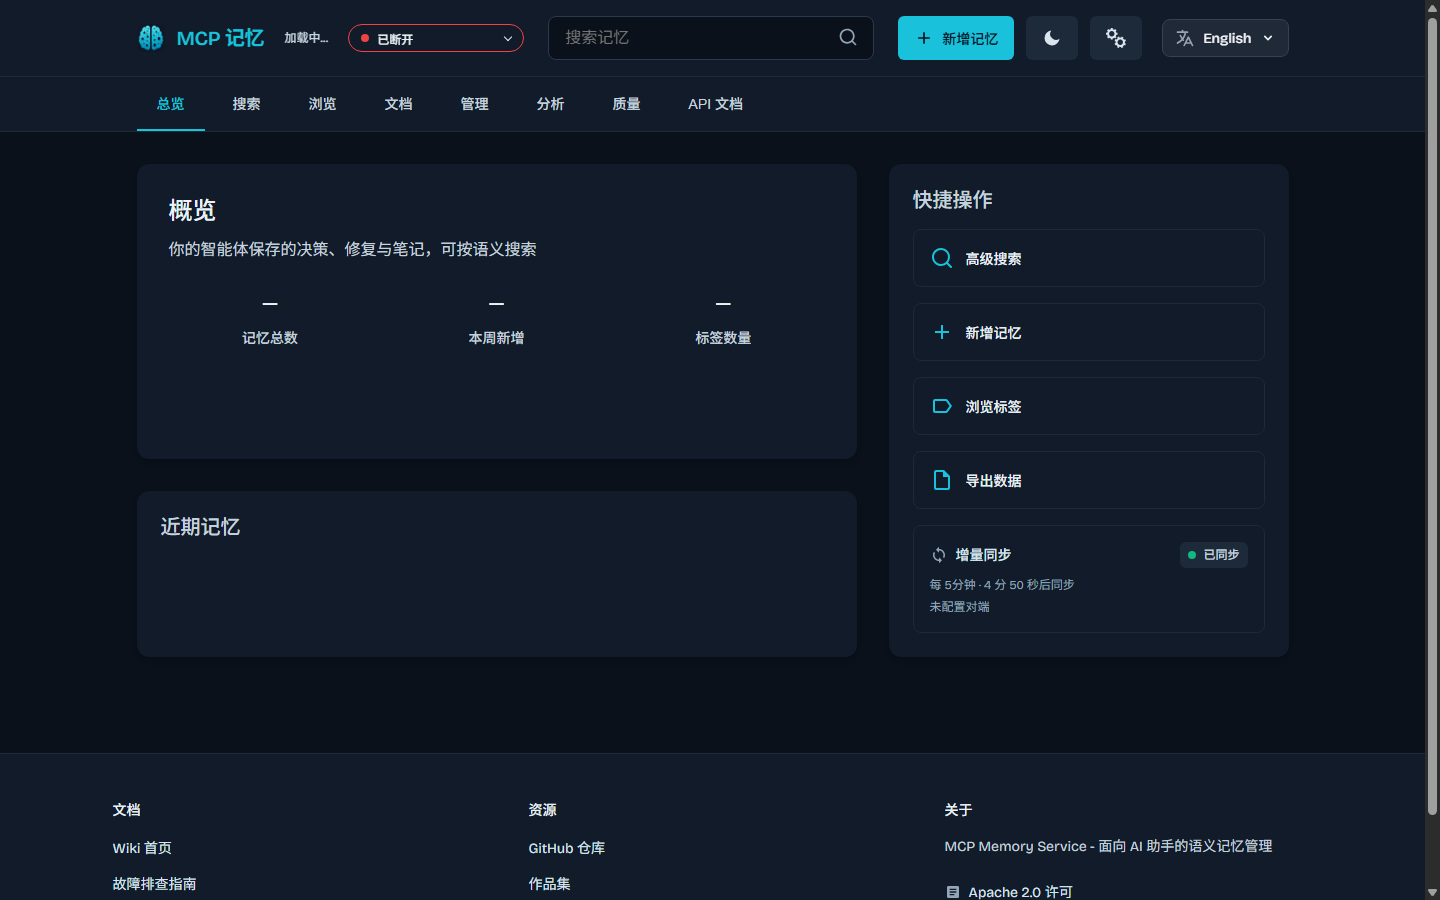 MCP 记忆
加载中...
已断开
搜索记忆
新增记忆
English
总览
搜索
浏览
文档
管理
分析
质量
API 文档
概览
你的智能体保存的决策、修复与笔记，可按语义搜索
—
—
—
记忆总数
本周新增
标签数量
近期记忆
快捷操作
高级搜索
新增记忆
浏览标签
导出数据
增量同步
已同步
每 5分钟 · 4 分 50 秒后同步
未配置对端
文档
Wiki 首页
故障排查指南
资源
GitHub 仓库
作品集
关于
MCP Memory Service - 面向 AI 助手的语义记忆管理
Apache 2.0 许可